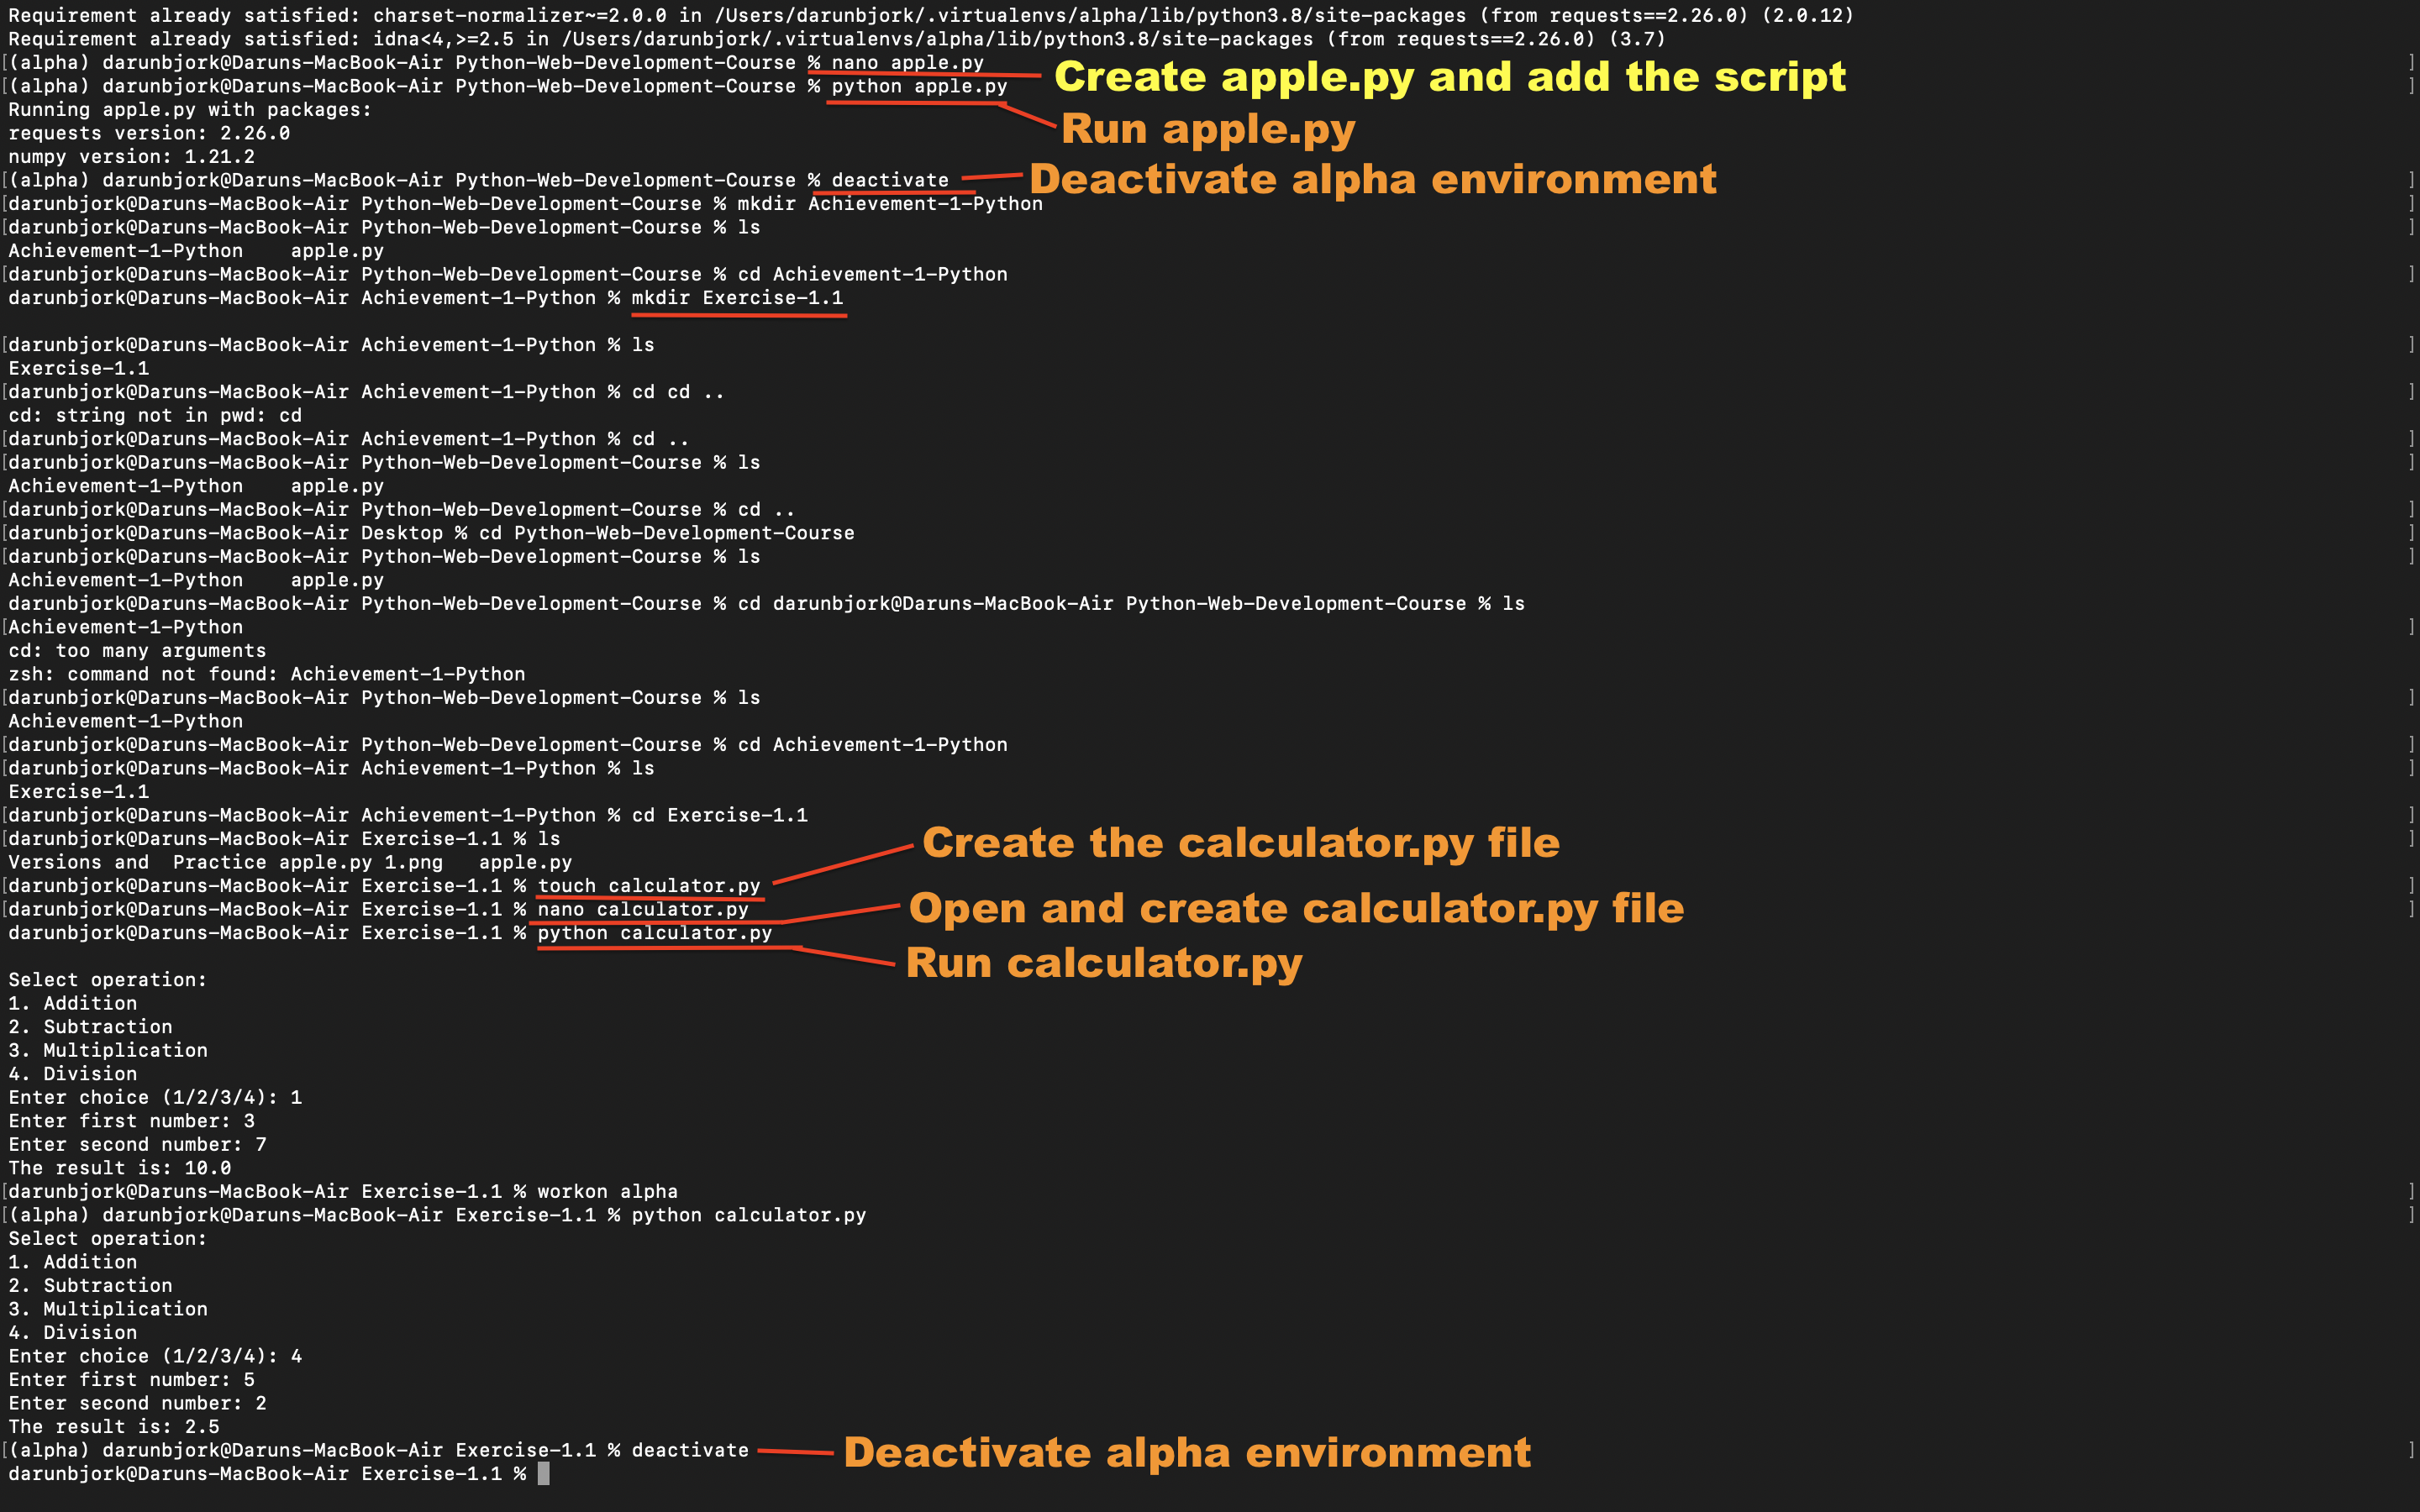 Requirement already satisfied: charset-normalizer~=2.0.0 in /Users/darunbjork/.virtualenvs/alpha/lib/python3.8/site-packages (from requests==2.26.0) (2.0.12)
Requirement already satisfied: idna<4,>=2.5 in /Users/darunbjork/.virtualenvs/alpha/lib/python3.8/site-packages (from requests==2.26.0) (3.7)
[(alpha) darunbjork@Daruns-MacBook-Air Python-Web-Development-Course % nano apple.py ]
Create apple.py and add the script
[(alpha) darunbjork@Daruns-MacBook-Air Python-Web-Development-Course % python apple.py ]
Running apple.py with packages:
Run apple.py
requests version: 2.26.0
numpy version: 1.21.2
[(alpha) darunbjork@Daruns-MacBook-Air Python-Web-Development-Course % deactivate ]
Deactivate alpha environment
[darunbjork@Daruns-MacBook-Air Python-Web-Development-Course % mkdir Achievement-1-Python ]
[darunbjork@Daruns-MacBook-Air Python-Web-Development-Course % ls ]
Achievement-1-Python apple.py
[darunbjork@Daruns-MacBook-Air Python-Web-Development-Course % cd Achievement-1-Python ]
darunbjork@Daruns-MacBook-Air Achievement-1-Python % mkdir Exercise-1.1
[darunbjork@Daruns-MacBook-Air Achievement-1-Python % ls ]
Exercise-1.1
[darunbjork@Daruns-MacBook-Air Achievement-1-Python % cd cd .. ]
cd: string not in pwd: cd
[darunbjork@Daruns-MacBook-Air Achievement-1-Python % cd .. ]
[darunbjork@Daruns-MacBook-Air Python-Web-Development-Course % ls ]
Achievement-1-Python apple.py
[darunbjork@Daruns-MacBook-Air Python-Web-Development-Course % cd .. ]
[darunbjork@Daruns-MacBook-Air Desktop % cd Python-Web-Development-Course ]
[darunbjork@Daruns-MacBook-Air Python-Web-Development-Course % ls ]
Achievement-1-Python apple.py
darunbjork@Daruns-MacBook-Air Python-Web-Development-Course % cd darunbjork@Daruns-MacBook-Air Python-Web-Development-Course % ls
[Achievement-1-Python ]
cd: too many arguments
zsh: command not found: Achievement-1-Python
[darunbjork@Daruns-MacBook-Air Python-Web-Development-Course % ls ]
Achievement-1-Python
[darunbjork@Daruns-MacBook-Air Python-Web-Development-Course % cd Achievement-1-Python ]
[darunbjork@Daruns-MacBook-Air Achievement-1-Python % ls ]
Exercise-1.1
[darunbjork@Daruns-MacBook-Air Achievement-1-Python % cd Exercise-1.1 ]
[darunbjork@Daruns-MacBook-Air Exercise-1.1 % ls ]
Create the calculator.py file
Versions and Practice apple.py 1.png apple.py
[darunbjork@Daruns-MacBook-Air Exercise-1.1 % touch calculator.py ]
[darunbjork@Daruns-MacBook-Air Exercise-1.1 % nano calculator.py ]
Open and create calculator.py file
darunbjork@Daruns-MacBook-Air Exercise-1.1 % python calculator.py
Run calculator.py
Select operation:
1. Addition
2. Subtraction
3. Multiplication
4. Division
Enter choice (1/2/3/4): 1
Enter first number: 3
Enter second number: 7
The result is: 10.0
[darunbjork@Daruns-MacBook-Air Exercise-1.1 % workon alpha ]
[(alpha) darunbjork@Daruns-MacBook-Air Exercise-1.1 % python calculator.py ]
Select operation:
1. Addition
2. Subtraction
3. Multiplication
4. Division
Enter choice (1/2/3/4): 4
Enter first number: 5
Enter second number: 2
The result is: 2.5
[(alpha) darunbjork@Daruns-MacBook-Air Exercise-1.1 % deactivate ]
Deactivate alpha environment
darunbjork@Daruns-MacBook-Air Exercise-1.1 %